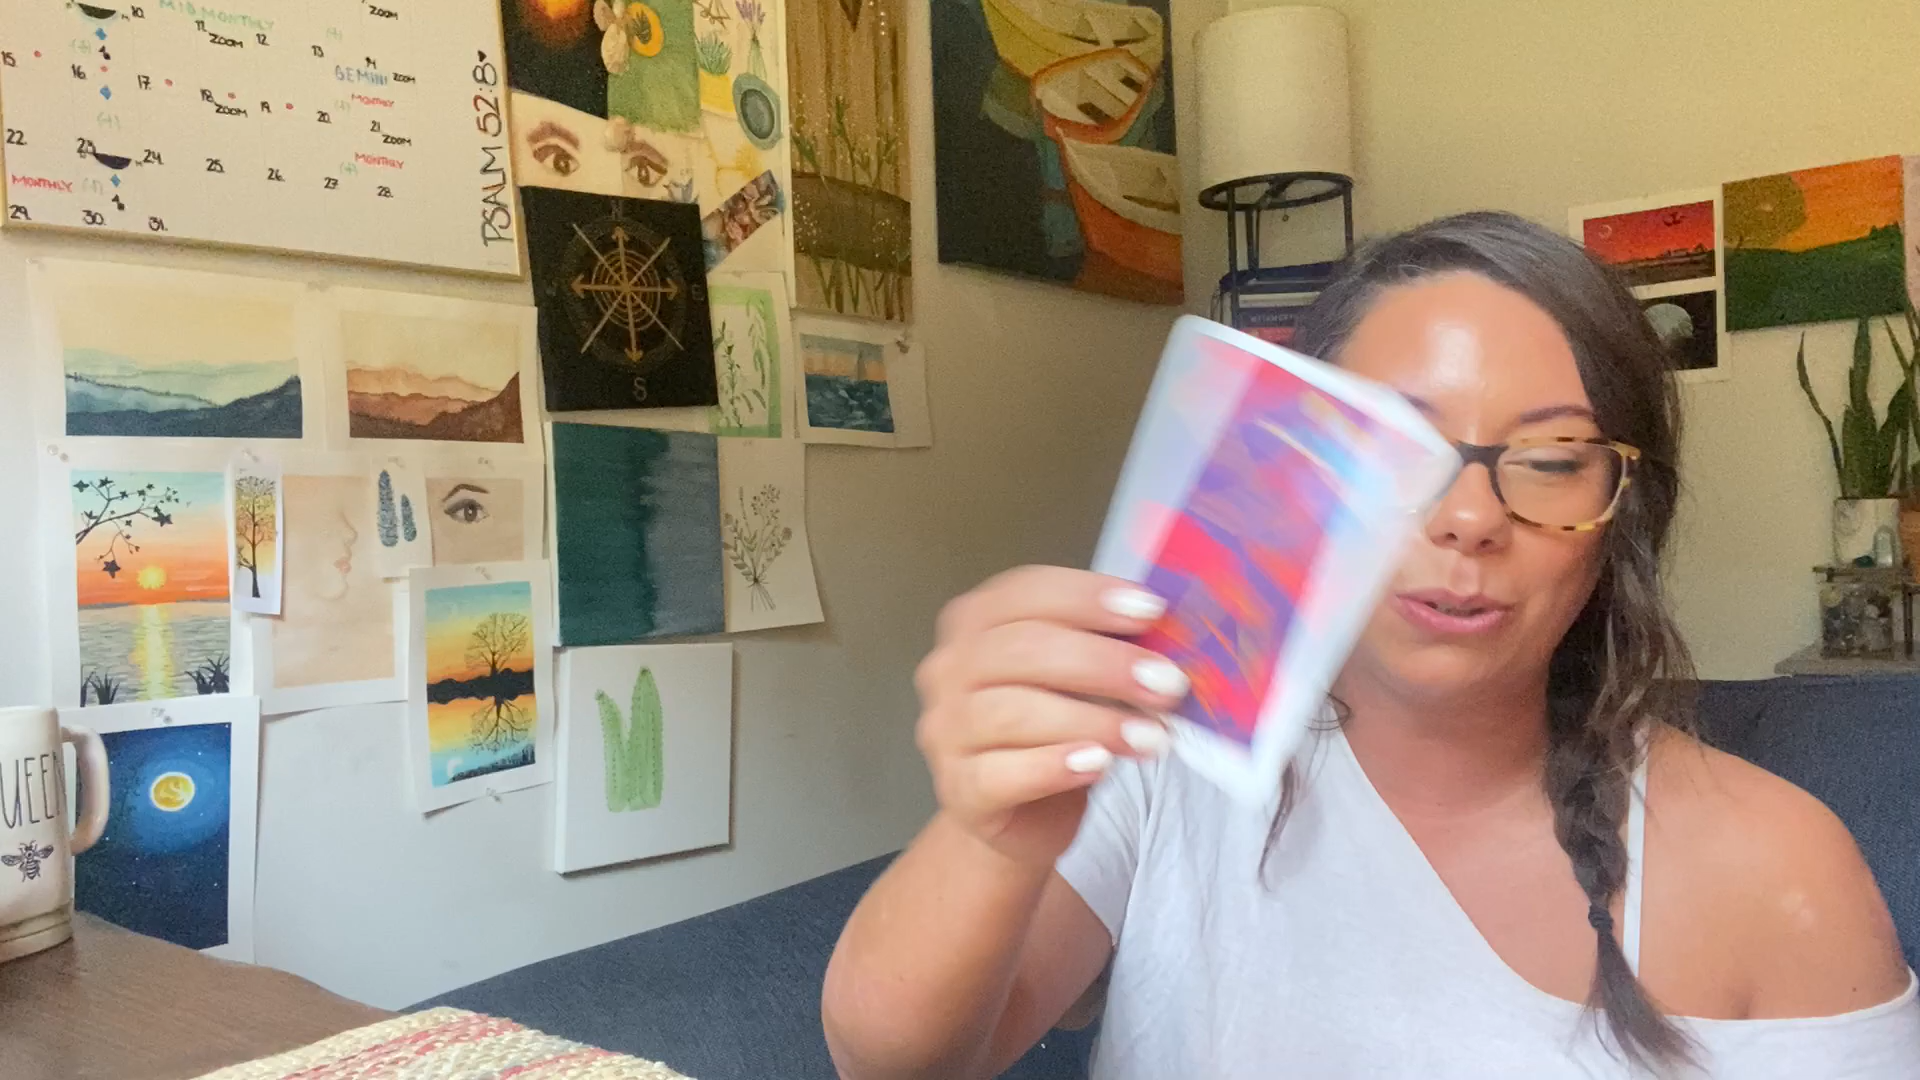 ZOOM
10.
MID MONTHLY
11.
ZOOM
12.
13.
(+)
14.
GEMINI
ZOOM
15.
16.
17.
18.
ZOOM
19.
20.
MONTHLY
21.
ZOOM
22.
23.
24.
25.
26.
27.
MONTHLY
28.
MONTHLY
29.
30.
31.
PSALM 52:8
N
E
S
UEEN